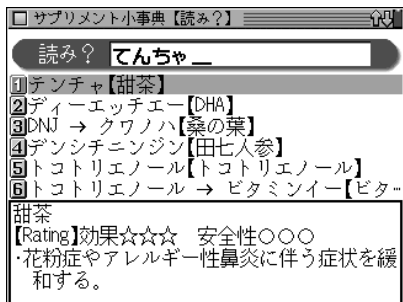 サプリメント小事典【読み?】
読み? てんちゃ_
1テンチャ【甜茶】
2ディーエッチエー【DHA】
3DNJ → クワノハ【桑の葉】
4デンシチニンジン【田七人参】
5トコトリエノール【トコトリエノール】
6トコトリエノール → ビタミンイー【ビタ…
甜茶
【Rating】効果☆☆☆ 安全性○○○
・花粉症やアレルギー性鼻炎に伴う症状を緩
和する。